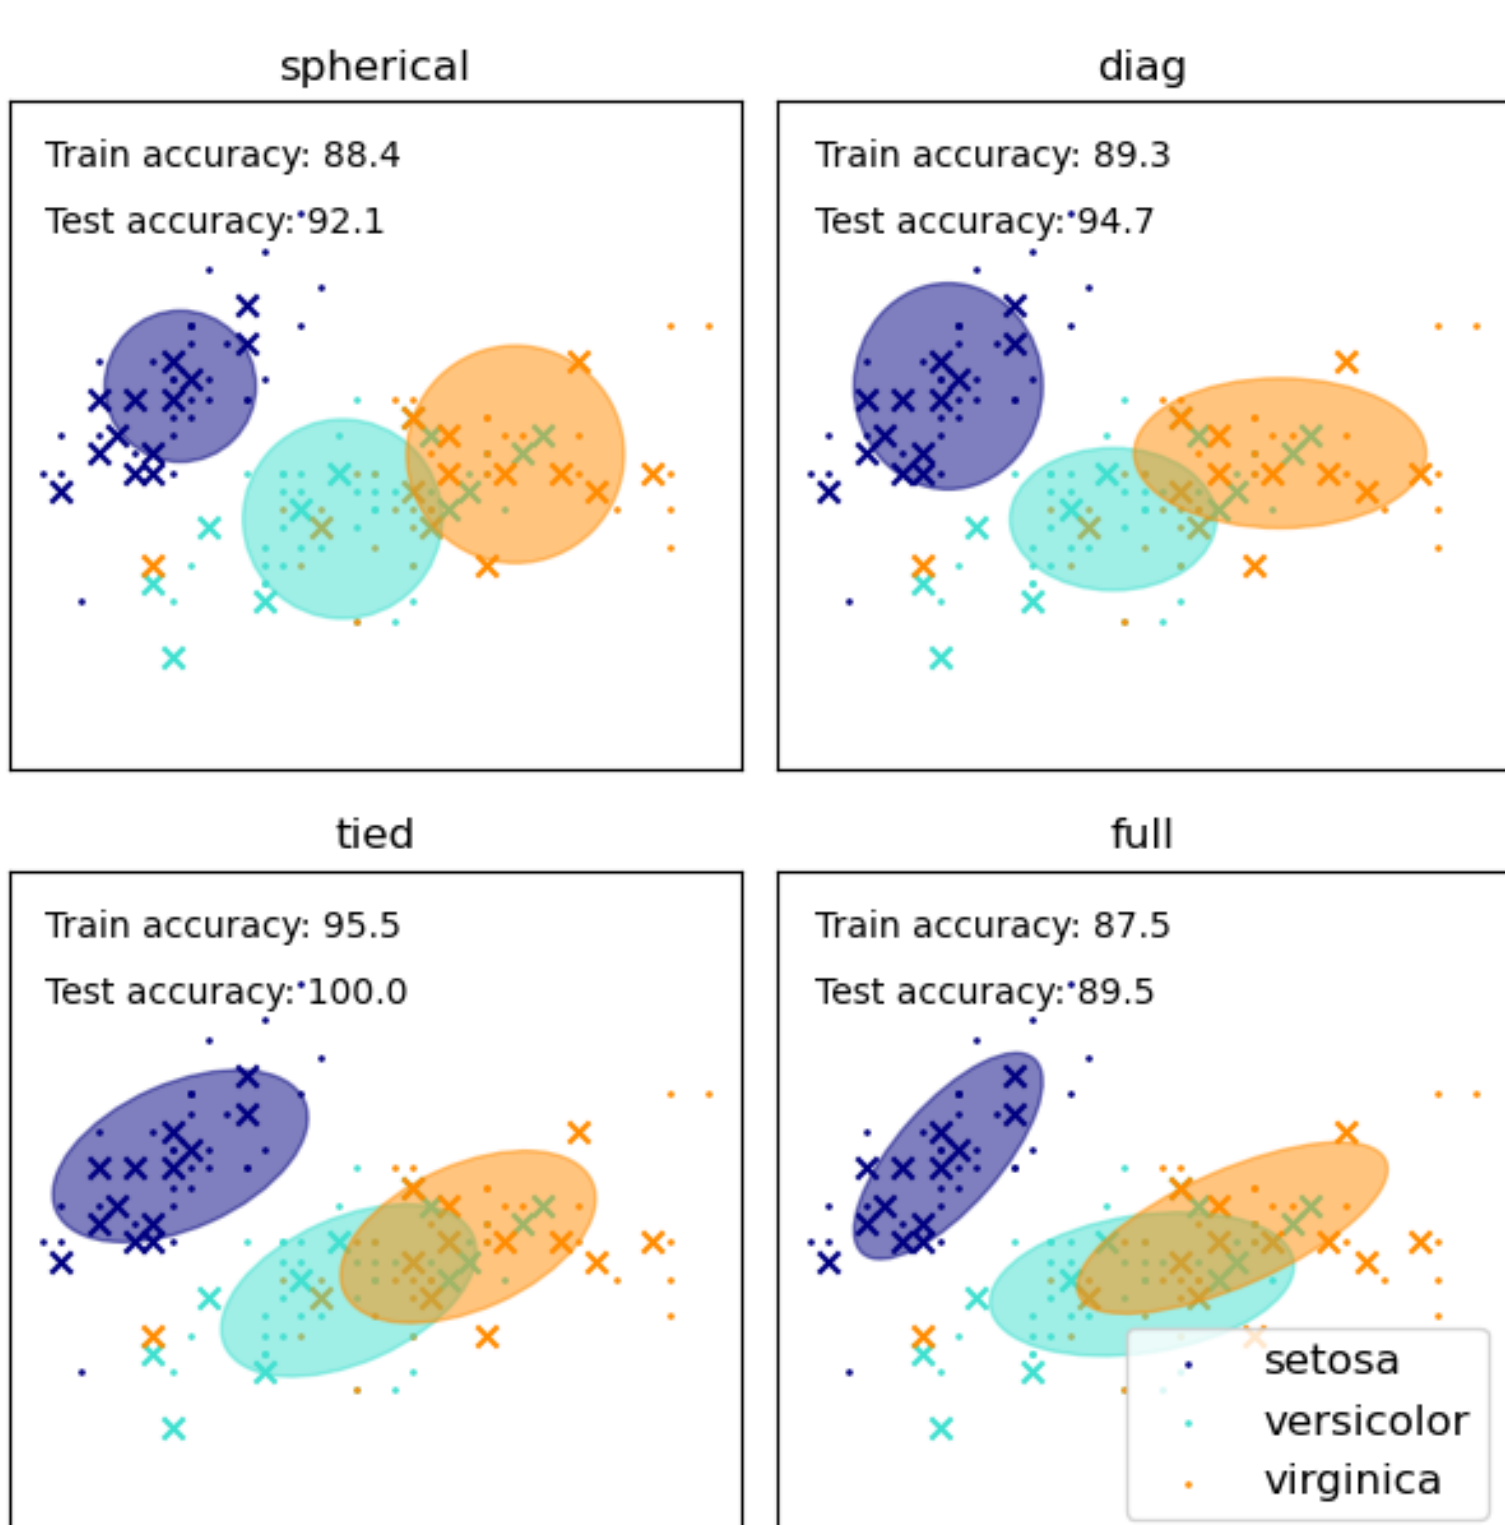 spherical
Train accuracy: 88.4
Test accuracy: 92.1
diag
Train accuracy: 89.3
Test accuracy: 94.7
tied
Train accuracy: 95.5
Test accuracy: 100.0
full
Train accuracy: 87.5
Test accuracy: 89.5
setosa
versicolor
virginica